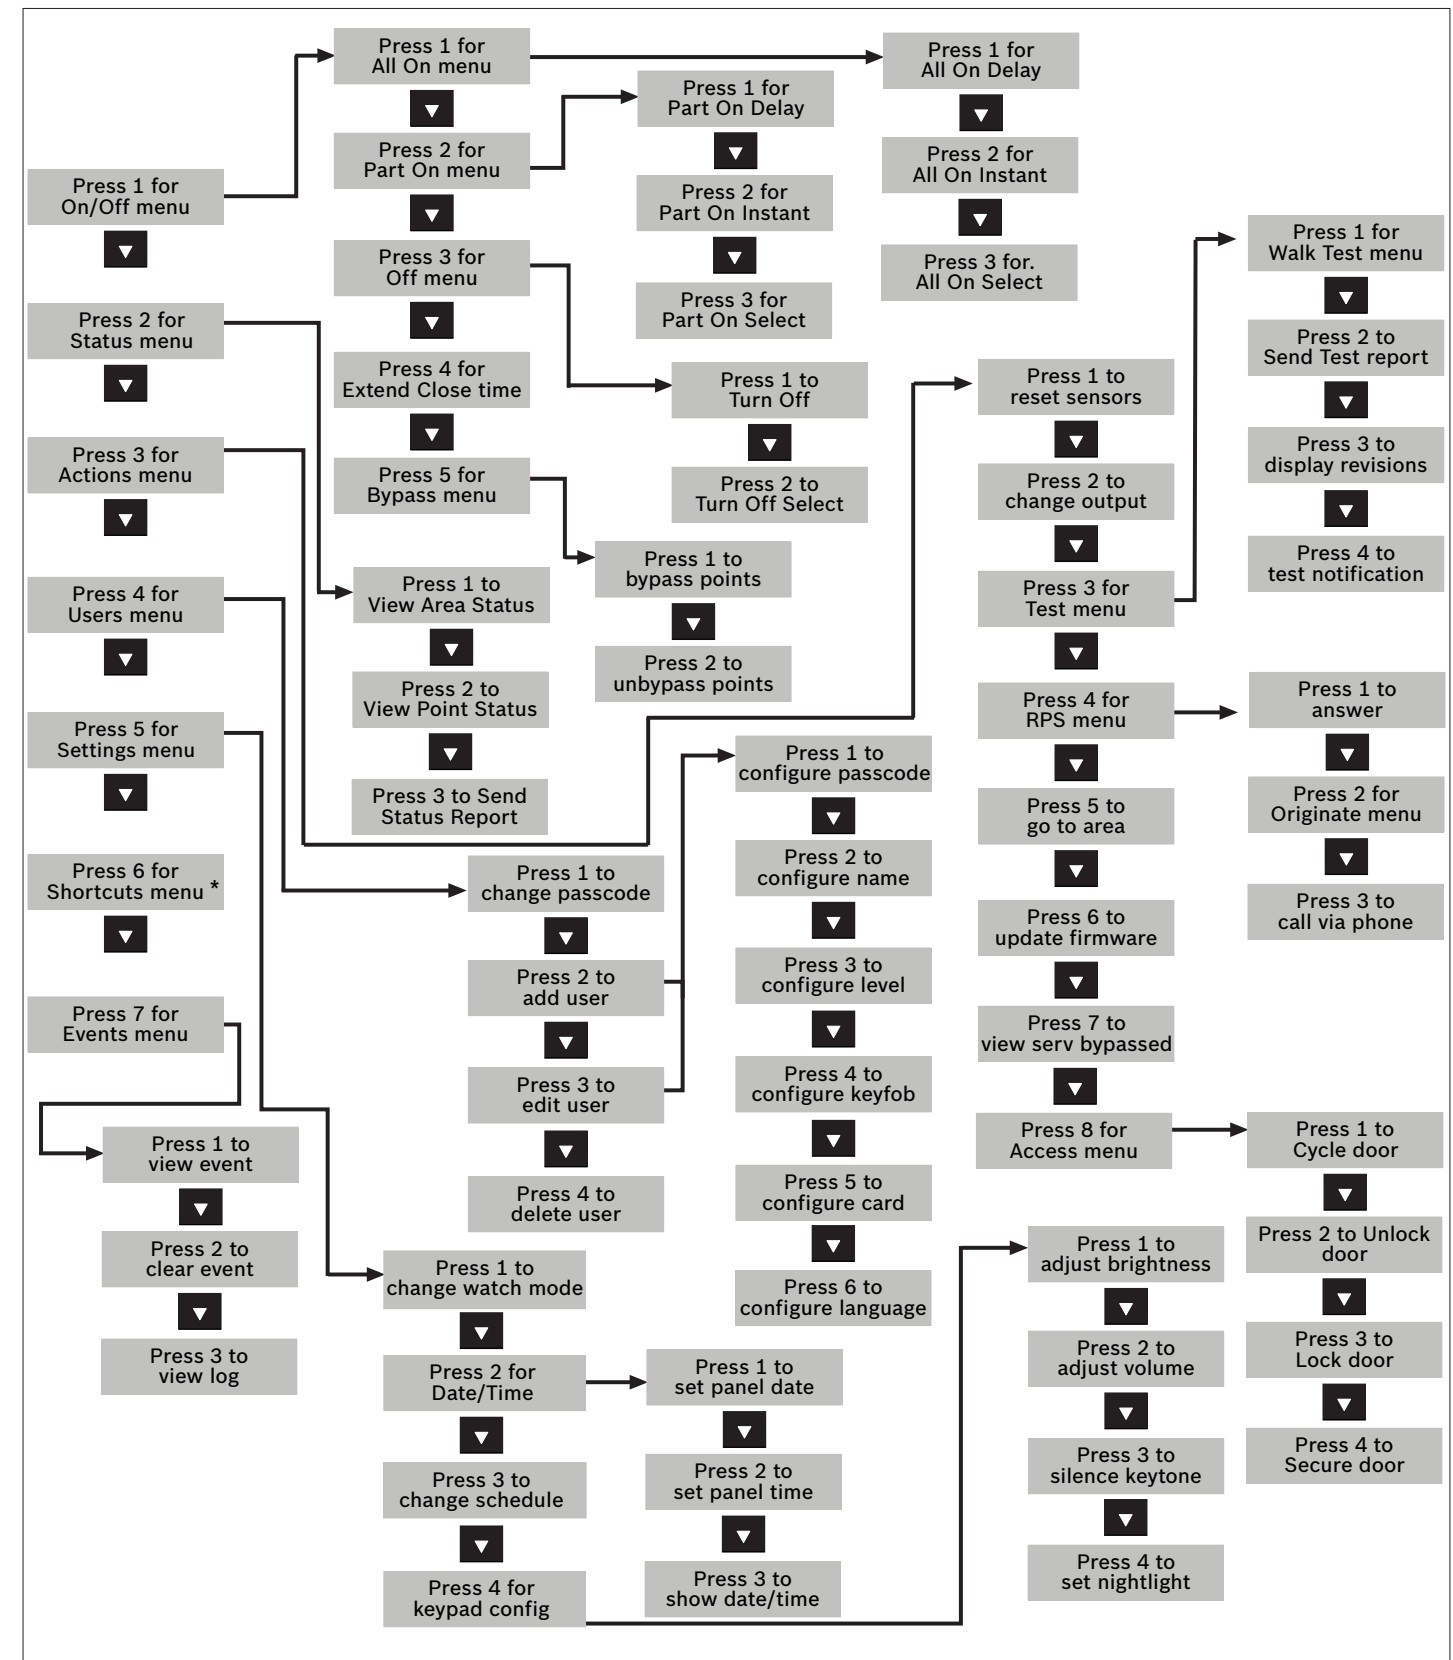 Press 1 for
On/Off menu
Press 2 for
Status menu
Press 3 for
Actions menu
Press 4 for
Users menu
Press 5 for
Settings menu
Press 6 for
Shortcuts menu *
Press 7 for
Events menu
Press 1 for
All On menu
Press 2 for
Part On menu
Press 3 for
Off menu
Press 4 for
Extend Close time
Press 5 for
Bypass menu
Press 1 for
All On Delay
Press 2 for
All On Instant
Press 3 for.
All On Select
Press 1 for
Part On Delay
Press 2 for
Part On Instant
Press 3 for
Part On Select
Press 1 to
Turn Off
Press 2 to
Turn Off Select
Press 1 to
bypass points
Press 2 to
unbypass points
Press 1 to
View Area Status
Press 2 to
View Point Status
Press 3 to Send
Status Report
Press 1 to
reset sensors
Press 2 to
change output
Press 3 for
Test menu
Press 4 for
RPS menu
Press 5 to
go to area
Press 6 to
update firmware
Press 7 to
view serv bypassed
Press 8 for
Access menu
Press 1 for
Walk Test menu
Press 2 to
Send Test report
Press 3 to
display revisions
Press 4 to
test notification
Press 1 to
answer
Press 2 for
Originate menu
Press 3 to
call via phone
Press 1 to
Cycle door
Press 2 to Unlock
door
Press 3 to
Lock door
Press 4 to
Secure door
Press 1 to
change passcode
Press 2 to
add user
Press 3 to
edit user
Press 4 to
delete user
Press 1 to
configure passcode
Press 2 to
configure name
Press 3 to
configure level
Press 4 to
configure keyfob
Press 5 to
configure card
Press 6 to
configure language
Press 1 to
change watch mode
Press 2 for
Date/Time
Press 3 to
change schedule
Press 4 for
keypad config
Press 1 to
set panel date
Press 2 to
set panel time
Press 3 to
show date/time
Press 1 to
adjust brightness
Press 2 to
adjust volume
Press 3 to
silence keytone
Press 4 to
set nightlight
Press 1 to
view event
Press 2 to
clear event
Press 3 to
view log